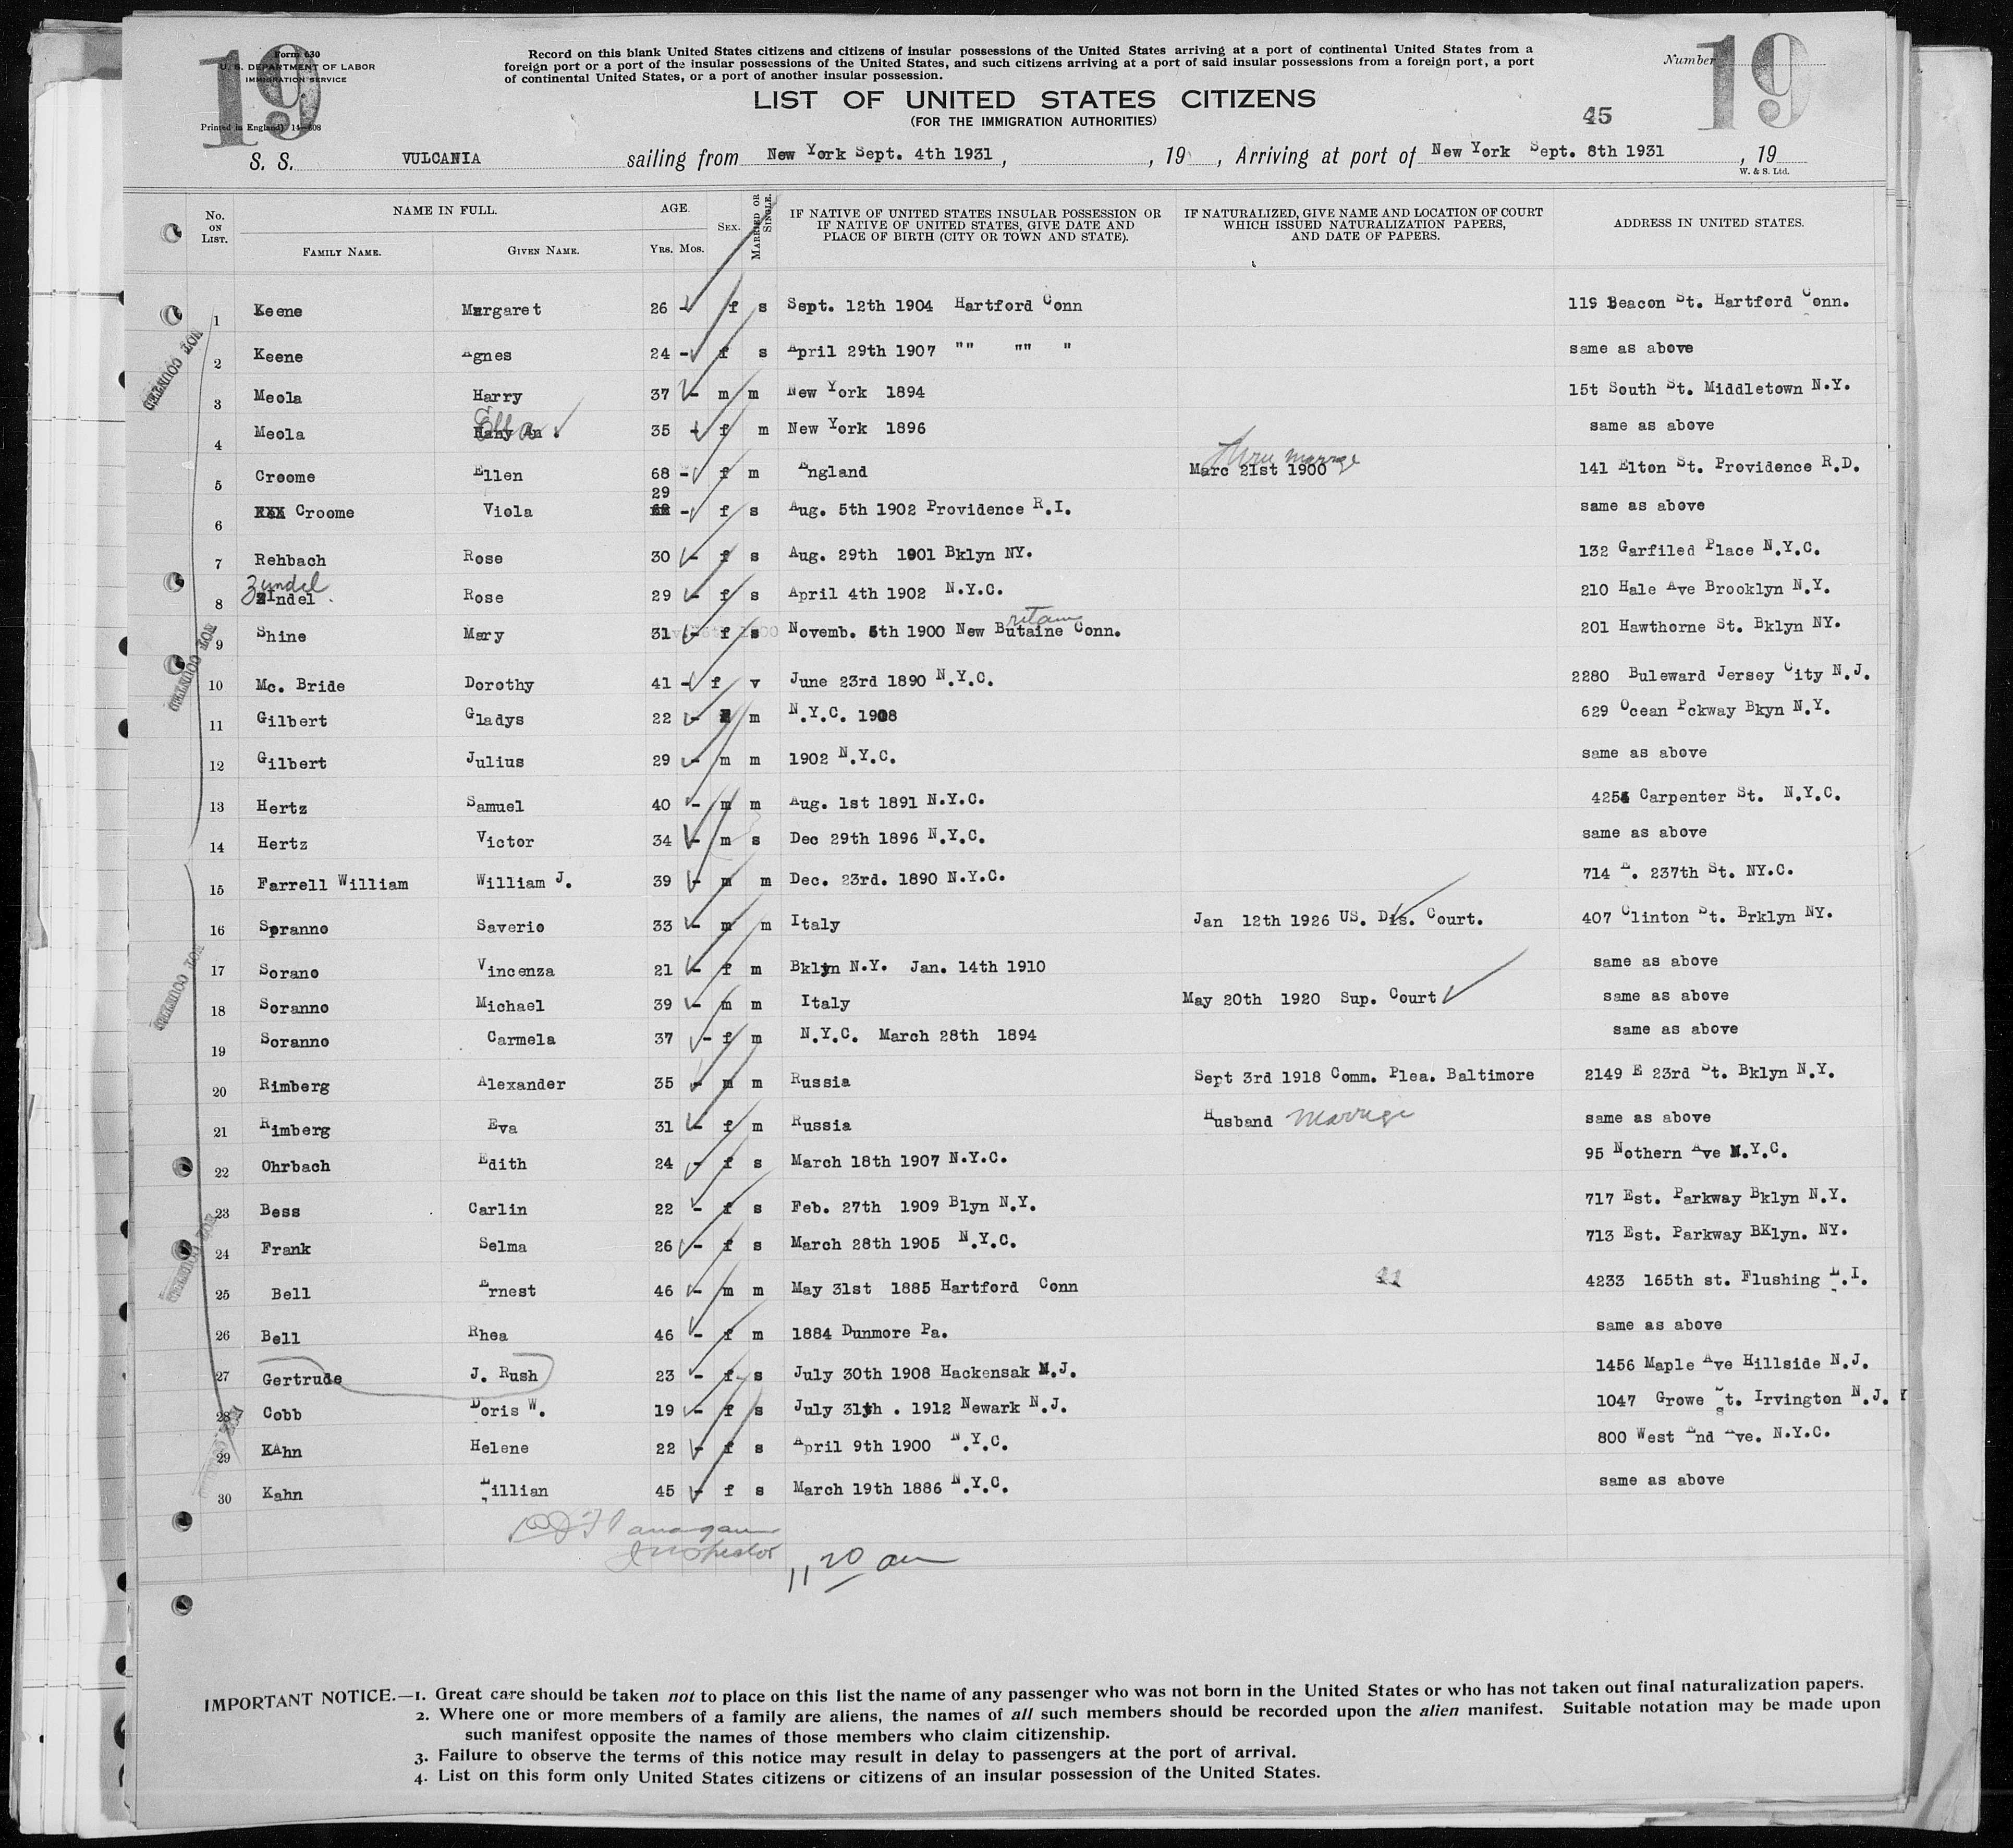 19
Form 630
U. S. DEPARTMENT OF LABOR
IMMIGRATION SERVICE
Printed in England) 14—608
Record on this blank United States citizens and citizens of insular possessions of the United States arriving at a port of continental United States from a
foreign port or a port of the insular possessions of the United States, and such citizens arriving at a port of said insular possessions from a foreign port, a port
of continental United States, or a port of another insular possession.
Number 19
LIST OF UNITED STATES CITIZENS
(FOR THE IMMIGRATION AUTHORITIES)
45
S. S. VULCANIA sailing from New York Sept. 4th 1931, , 19 , Arriving at port of New York Sept. 8th 1931 , 19
W. & S. Ltd.
No. ON LIST. NAME IN FULL. FAMILY NAME. GIVEN NAME. AGE. YRS. MOS. SEX. MARRIED OR SINGLE. IF NATIVE OF UNITED STATES INSULAR POSSESSION OR IF NATIVE OF UNITED STATES, GIVE DATE AND PLACE OF BIRTH (CITY OR TOWN AND STATE). IF NATURALIZED, GIVE NAME AND LOCATION OF COURT WHICH ISSUED NATURALIZATION PAPERS, AND DATE OF PAPERS. ADDRESS IN UNITED STATES.
1 Keene Margaret 26 - f s Sept. 12th 1904 Hartford Conn 119 Beacon St. Hartford Conn.
2 Keene Agnes 24 - f s April 29th 1907 "" "" " same as above
3 Meola Harry 37 - m m New York 1894 15t South St. Middletown N.Y.
4 Meola Ella 35 - f m New York 1896 same as above
5 Croome Ellen 68 - f m England Marc 21st 1900 thru marrage 141 Elton St. Providence R.D.
6 XXX Croome Viola 29 - f s Aug. 5th 1902 Providence R.I. same as above
7 Rehbach Rose 30 - f s Aug. 29th 1901 Bklyn NY. 132 Garfiled Place N.Y.C.
8 Zindel Zyndel Rose 29 - f s April 4th 1902 N.Y.C. 210 Hale Ave Brooklyn N.Y.
9 Shine Mary 31 - f s Novemb. 5th 1900 New Butaine ritain Conn. 201 Hawthorne St. Bklyn NY.
10 Mc. Bride Dorothy 41 - f v June 23rd 1890 N.Y.C. 2280 Buleward Jersey City N.J.
11 Gilbert Gladys 22 - m N.Y.C. 1908 629 Ocean Pckway Bkyn N.Y.
12 Gilbert Julius 29 - m m 1902 N.Y.C. same as above
13 Hertz Samuel 40 - m m Aug. 1st 1891 N.Y.C. 4254 Carpenter St. N.Y.C.
14 Hertz Victor 34 - m s Dec 29th 1896 N.Y.C. same as above
15 Farrell William William J. 39 - m m Dec. 23rd. 1890 N.Y.C. 714 E. 237th St. NY.C.
16 Soranno Saverio 33 - m m Italy Jan 12th 1926 US. Dis. Court. 407 Clinton St. Brklyn NY.
17 Sorano Vincenza 21 - f m Bklyn N.Y. Jan. 14th 1910 same as above
18 Soranno Michael 39 - m m Italy May 20th 1920 Sup. Court same as above
19 Soranno Carmela 37 - f m N.Y.C. March 28th 1894 same as above
20 Rimberg Alexander 35 - m m Russia Sept 3rd 1918 Comm. Plea. Baltimore 2149 E 23rd St. Bklyn N.Y.
21 Rimberg Eva 31 - f m Russia Husband marrige same as above
22 Ohrbach Edith 24 - f s March 18th 1907 N.Y.C. 95 Nothern Ave N.Y.C.
23 Bess Carlin 22 - f s Feb. 27th 1909 Blyn N.Y. 717 Est. Parkway Bklyn N.Y.
24 Frank Selma 26 - f s March 28th 1905 N.Y.C. 713 Est. Parkway BKlyn. NY.
25 Bell Ernest 46 - m m May 31st 1885 Hartford Conn 4233 165th st. Flushing L.I.
26 Bell Rhea 46 - f m 1884 Dunmore Pa. same as above
27 Gertrude J. Rush 23 - f s July 30th 1908 Hackensak N.J. 1456 Maple Ave Hillside N.J.
28 Cobb Doris W. 19 - f s July 31th . 1912 Newark N.J. 1047 Growe St. Irvington N.J. Y
29 KAhn Helene 22 - f s April 9th 1900 N.Y.C. 800 West End Ave. N.Y.C.
30 Kahn Lillian 45 - f s March 19th 1886 N.Y.C. same as above
NOT COUNTED
NOT COUNTED
NOT COUNTED
NOT COUNTED
Flanagan
Inspector
11 20 am
IMPORTANT NOTICE.—1. Great care should be taken not to place on this list the name of any passenger who was not born in the United States or who has not taken out final naturalization papers.
2. Where one or more members of a family are aliens, the names of all such members should be recorded upon the alien manifest. Suitable notation may be made upon
such manifest opposite the names of those members who claim citizenship.
3. Failure to observe the terms of this notice may result in delay to passengers at the port of arrival.
4. List on this form only United States citizens or citizens of an insular possession of the United States.